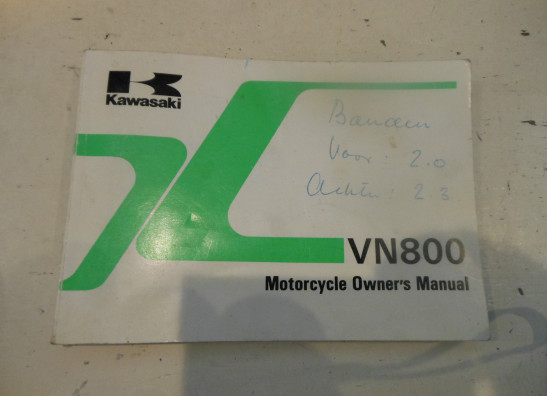 Kawasaki
Banden
Voor: 2.0
Achter: 2.3
VN800
Motorcycle Owner's Manual